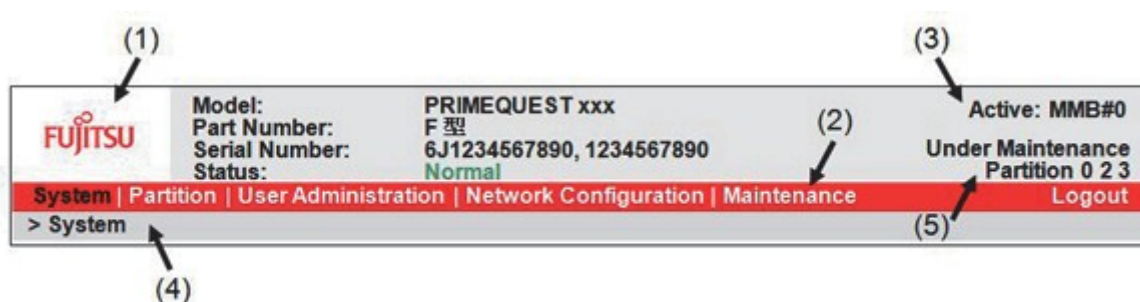 (1)
(3)
FUJITSU
Model: PRIMEQUEST xxx
Part Number: F 型
Serial Number: 6J1234567890, 1234567890
Status: Normal
Active: MMB#0
(2)
Under Maintenance
Partition 0 2 3
System | Partition | User Administration | Network Configuration | Maintenance
Logout
> System
(5)
(4)